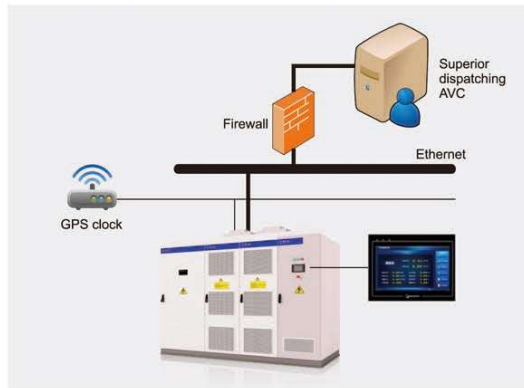 Superior
dispatching
AVC
Firewall
Ethernet
GPS clock